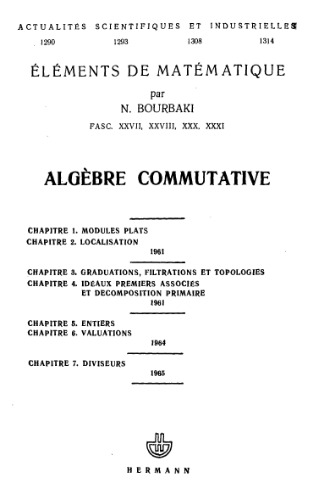 ACTUALITÉS SCIENTIFIQUES ET INDUSTRIELLES
1290 1293 1308 1314
ÉLÉMENTS DE MATÉMATIQUE
par
N. BOURBAKI
FASC. XXVII, XXVIII, XXX. XXXI
ALGÈBRE COMMUTATIVE
CHAPITRE 1. MODULES PLATS
CHAPITRE 2. LOCALISATION
1961
CHAPITRE 3. GRADUATIONS, FILTRATIONS ET TOPOLOGIES
CHAPITRE 4. IDEAUX PREMIERS ASSOCIÉS
ET DECOMPOSITION PRIMAIRE
1961
CHAPITRE 5. ENTIERS
CHAPITRE 6. VALUATIONS
1964
CHAPITRE 7. DIVISEURS
1965
HERMANN